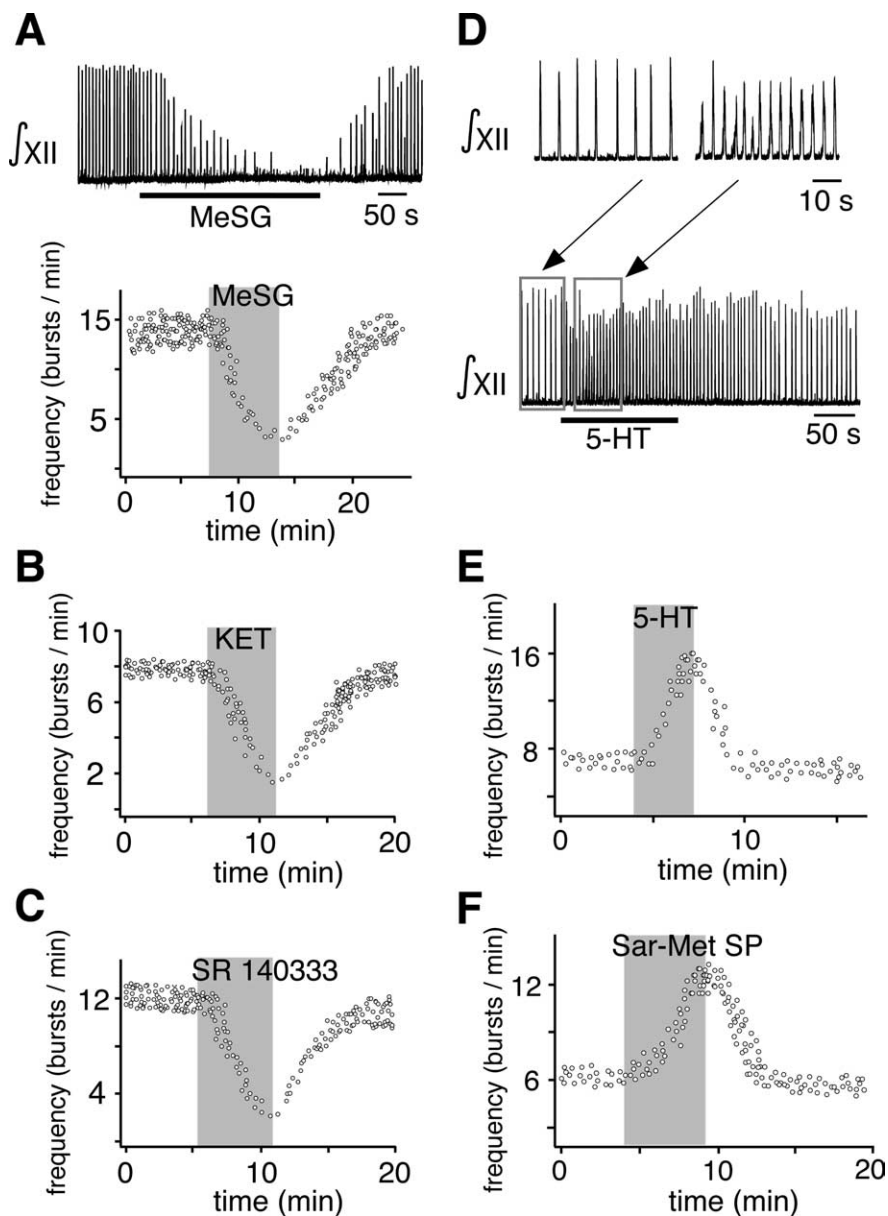 A
∫XII
MeSG
50 s
MeSG
frequency (bursts / min)
15
5
0
10
20
time (min)
B
KET
frequency (bursts / min)
10
6
2
0
10
20
time (min)
C
SR 140333
frequency (bursts / min)
12
4
0
10
20
time (min)
D
∫XII
10 s
∫XII
5-HT
50 s
E
5-HT
frequency (bursts / min)
16
8
0
10
time (min)
F
Sar-Met SP
frequency (bursts / min)
12
6
0
10
20
time (min)